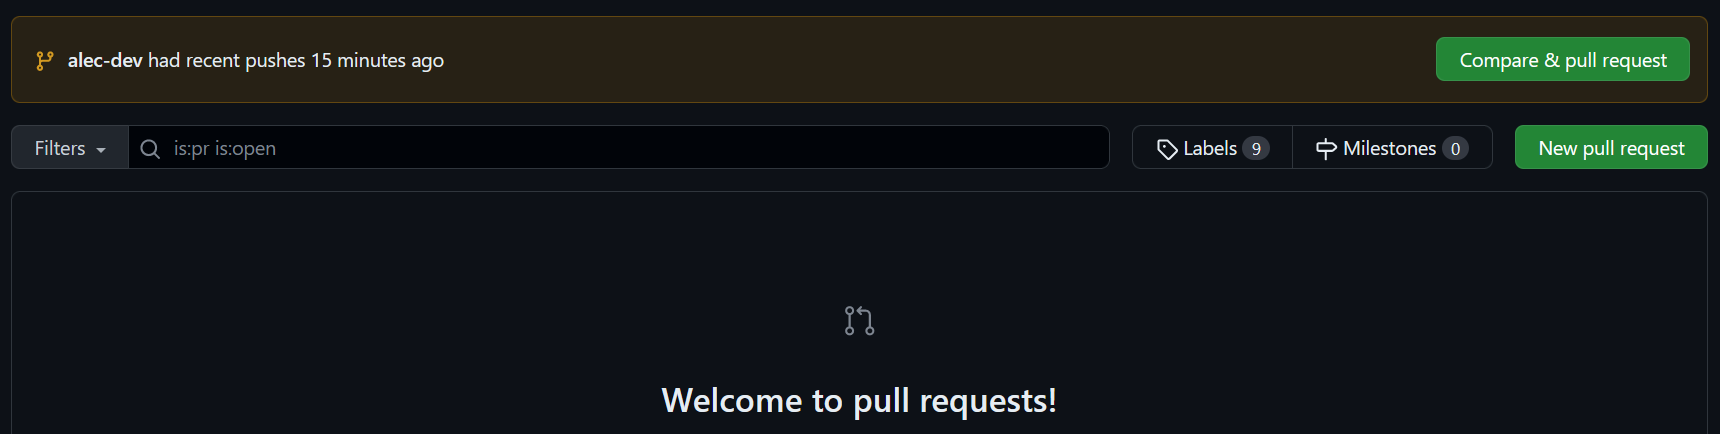 alec-dev had recent pushes 15 minutes ago
Compare & pull request
Filters
is:pr is:open
Labels 9
Milestones 0
New pull request
Welcome to pull requests!